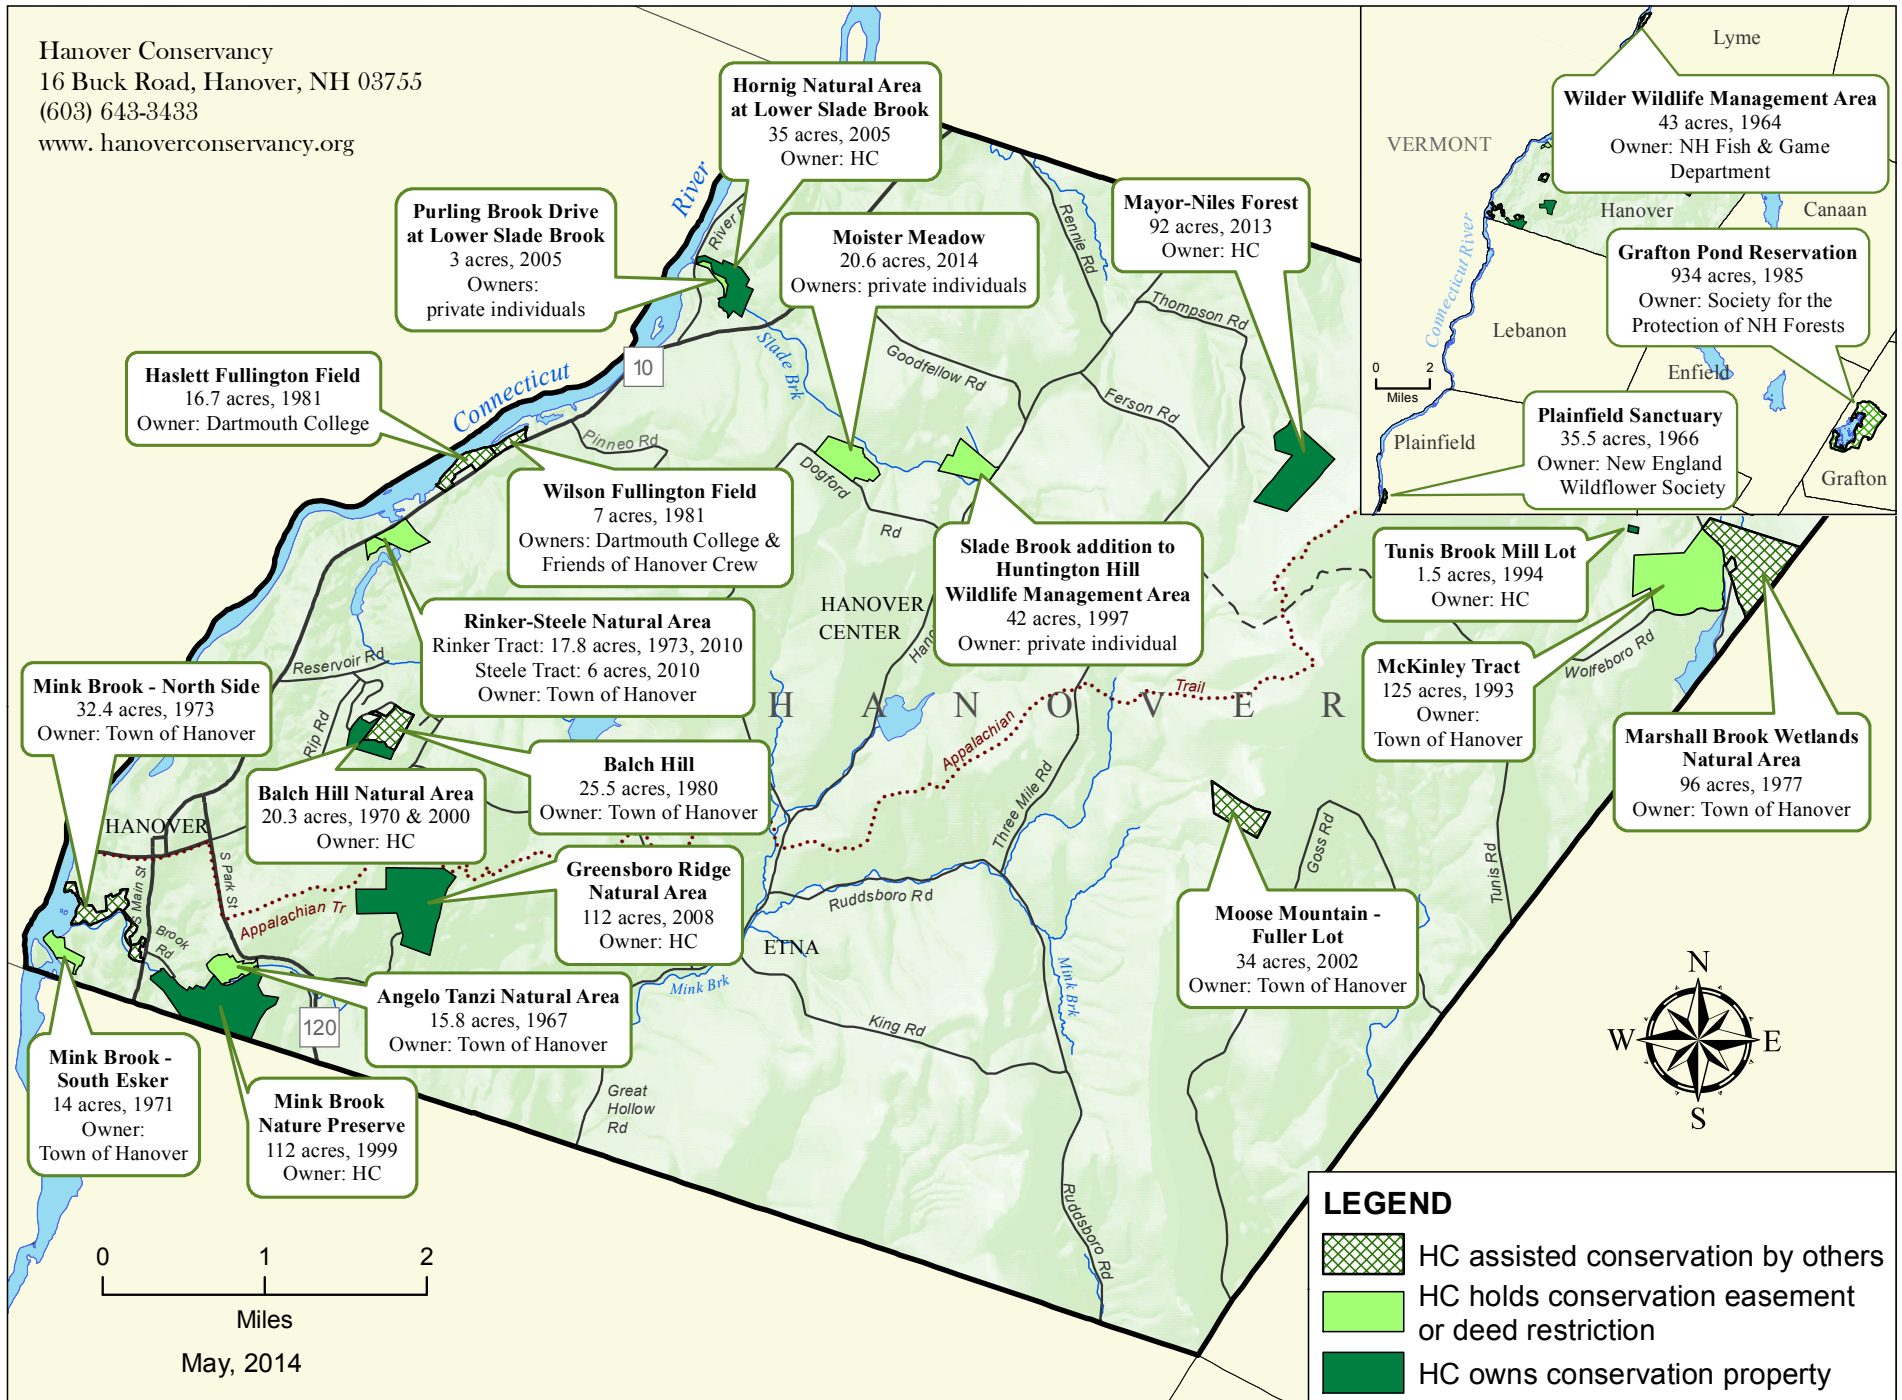 Hanover Conservancy
16 Buck Road, Hanover, NH 03755
(603) 643-3433
www. hanoverconservancy.org
Hornig Natural Area
at Lower Slade Brook
35 acres, 2005
Owner: HC
Purling Brook Drive
at Lower Slade Brook
3 acres, 2005
Owners:
private individuals
Moister Meadow
20.6 acres, 2014
Owners: private individuals
Mayor-Niles Forest
92 acres, 2013
Owner: HC
Haslett Fullington Field
16.7 acres, 1981
Owner: Dartmouth College
Wilson Fullington Field
7 acres, 1981
Owners: Dartmouth College &
Friends of Hanover Crew
Slade Brook addition to
Huntington Hill
Wildlife Management Area
42 acres, 1997
Owner: private individual
Rinker-Steele Natural Area
Rinker Tract: 17.8 acres, 1973, 2010
Steele Tract: 6 acres, 2010
Owner: Town of Hanover
Mink Brook - North Side
32.4 acres, 1973
Owner: Town of Hanover
Balch Hill
25.5 acres, 1980
Owner: Town of Hanover
Balch Hill Natural Area
20.3 acres, 1970 & 2000
Owner: HC
Greensboro Ridge
Natural Area
112 acres, 2008
Owner: HC
Angelo Tanzi Natural Area
15.8 acres, 1967
Owner: Town of Hanover
Mink Brook -
South Esker
14 acres, 1971
Owner:
Town of Hanover
Mink Brook
Nature Preserve
112 acres, 1999
Owner: HC
Moose Mountain -
Fuller Lot
34 acres, 2002
Owner: Town of Hanover
Tunis Brook Mill Lot
1.5 acres, 1994
Owner: HC
McKinley Tract
125 acres, 1993
Owner:
Town of Hanover
Marshall Brook Wetlands
Natural Area
96 acres, 1977
Owner: Town of Hanover
Wilder Wildlife Management Area
43 acres, 1964
Owner: NH Fish & Game
Department
Grafton Pond Reservation
934 acres, 1985
Owner: Society for the
Protection of NH Forests
Plainfield Sanctuary
35.5 acres, 1966
Owner: New England
Wildflower Society
VERMONT
Lyme
Hanover
Canaan
Lebanon
Enfield
Plainfield
Grafton
Connecticut River
0 2
Miles
River
Connecticut
10
River R
Slade Brk
Rennie Rd
Thompson Rd
Goodfellow Rd
Ferson Rd
Pinneo Rd
Dogford
Rd
HANOVER
CENTER
Hano
Reservoir Rd
Rip Rd
H A N O V E R
Appalachian
Trail
Three Mile Rd
Wolfeboro Rd
Tunis Rd
Goss Rd
HANOVER
S Main St
S Park St
Appalachian Tr
Brook
Rd
120
ETNA
Ruddsboro Rd
Mink Brk
Mink Brk
King Rd
Great
Hollow
Rd
Ruddsboro Rd
N
W
E
S
0 1 2
Miles
May, 2014
LEGEND
HC assisted conservation by others
HC holds conservation easement
or deed restriction
HC owns conservation property